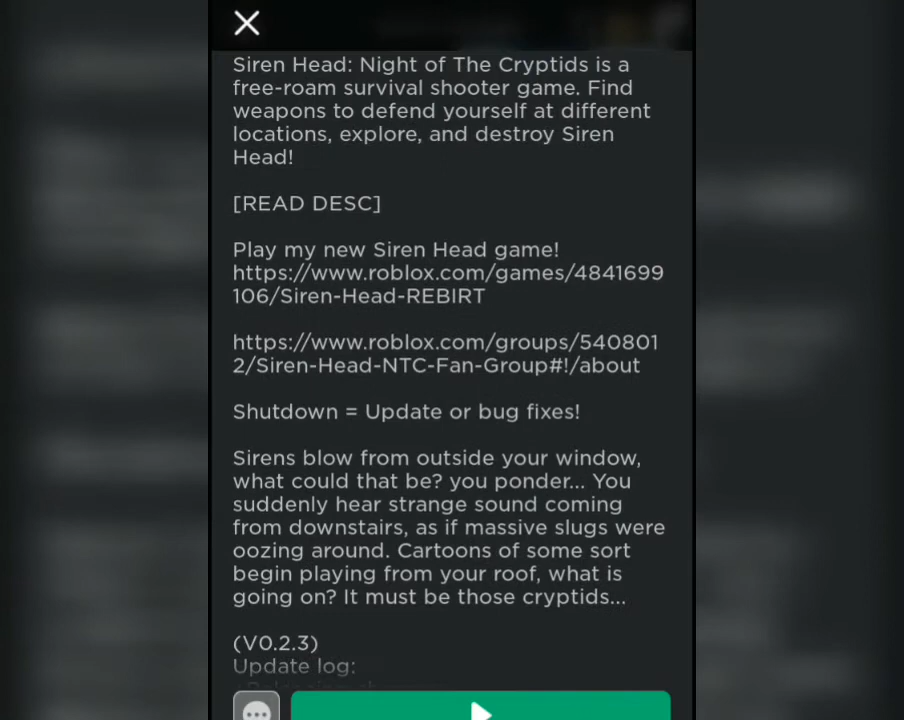 Siren Head: Night of The Cryptids is a
free-roam survival shooter game. Find
weapons to defend yourself at different
locations, explore, and destroy Siren
Head!
[READ DESC]
Play my new Siren Head game!
https://www.roblox.com/games/4841699
106/Siren-Head-REBIRT
https://www.roblox.com/groups/540801
2/Siren-Head-NTC-Fan-Group#!/about
Shutdown = Update or bug fixes!
Sirens blow from outside your window,
what could that be? you ponder... You
suddenly hear strange sound coming
from downstairs, as if massive slugs were
oozing around. Cartoons of some sort
begin playing from your roof, what is
going on? It must be those cryptids...
(V0.2.3)
Update log: